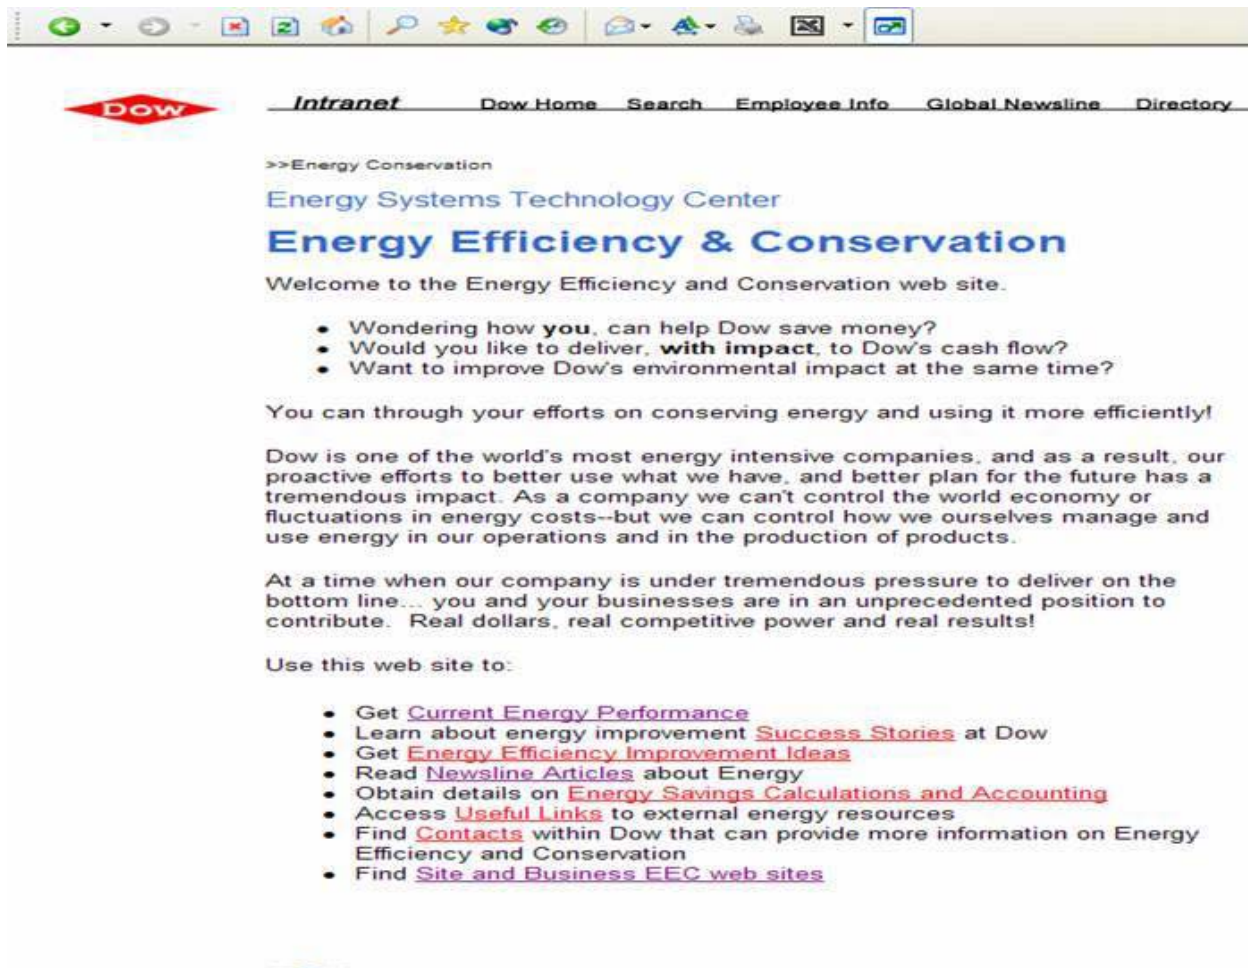 DOW
Intranet Dow Home Search Employee Info Global Newsline Directory
>>Energy Conservation
Energy Systems Technology Center
Energy Efficiency & Conservation
Welcome to the Energy Efficiency and Conservation web site.
• Wondering how you, can help Dow save money?
• Would you like to deliver, with impact, to Dow's cash flow?
• Want to improve Dow's environmental impact at the same time?
You can through your efforts on conserving energy and using it more efficiently!
Dow is one of the world's most energy intensive companies, and as a result, our
proactive efforts to better use what we have, and better plan for the future has a
tremendous impact. As a company we can't control the world economy or
fluctuations in energy costs--but we can control how we ourselves manage and
use energy in our operations and in the production of products.
At a time when our company is under tremendous pressure to deliver on the
bottom line... you and your businesses are in an unprecedented position to
contribute.  Real dollars, real competitive power and real results!
Use this web site to:
• Get Current Energy Performance
• Learn about energy improvement Success Stories at Dow
• Get Energy Efficiency Improvement Ideas
• Read Newsline Articles about Energy
• Obtain details on Energy Savings Calculations and Accounting
• Access Useful Links to external energy resources
• Find Contacts within Dow that can provide more information on Energy
Efficiency and Conservation
• Find Site and Business EEC web sites